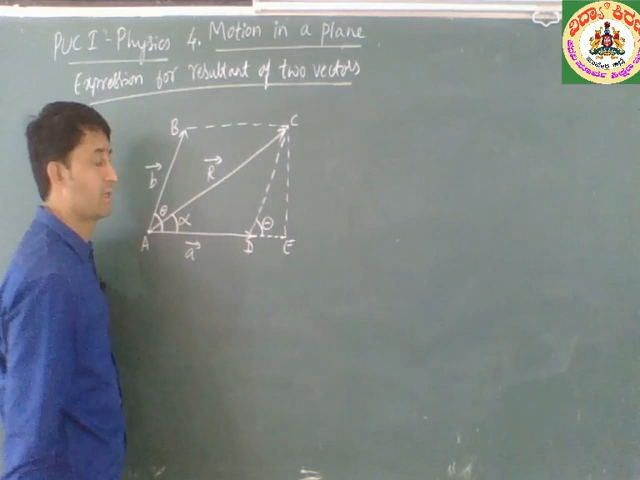 PUC I - Physics 4. Motion in a plane
Expression for resultant of two vectors
B C
b R
θ α θ
A a D E